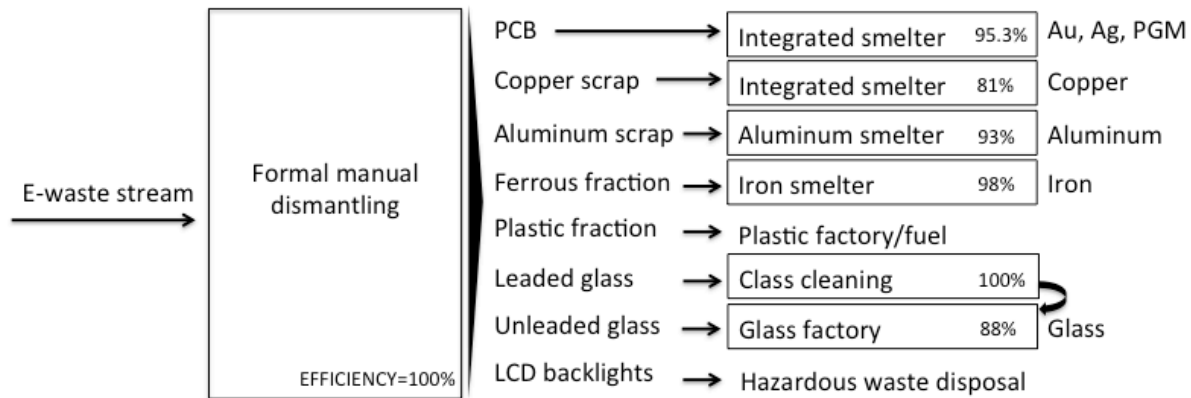 E-waste stream
Formal manual
dismantling
EFFICIENCY=100%
PCB
Integrated smelter 95.3%
Au, Ag, PGM
Copper scrap
Integrated smelter 81%
Copper
Aluminum scrap
Aluminum smelter 93%
Aluminum
Ferrous fraction
Iron smelter 98%
Iron
Plastic fraction
Plastic factory/fuel
Leaded glass
Class cleaning 100%
Unleaded glass
Glass factory 88%
Glass
LCD backlights
Hazardous waste disposal